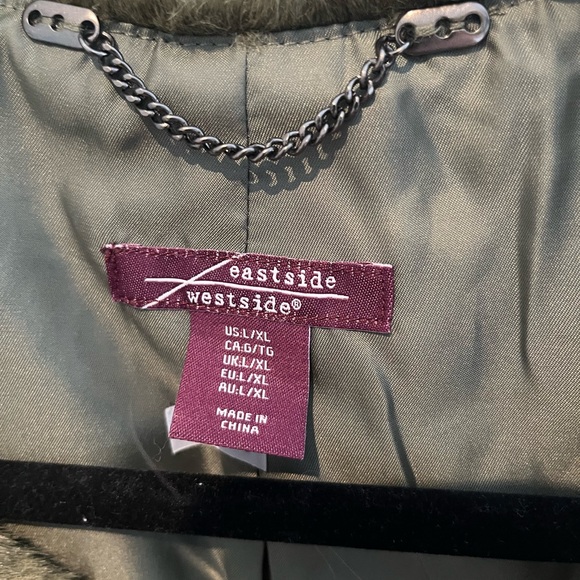 eastside
westside®
US:L/XL
CA:G/TG
UK:L/XL
EU:L/XL
AU:L/XL
MADE IN
CHINA